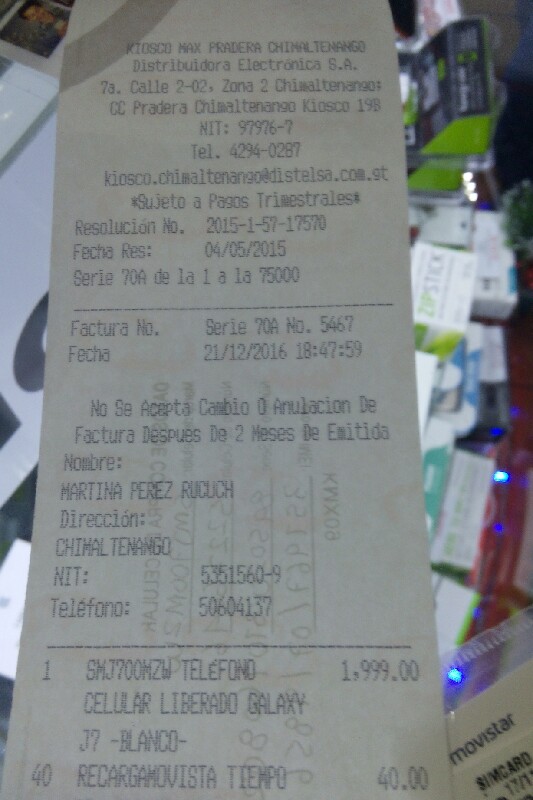 KIOSCO MAX PRADERA CHIMALTENANGO
Distribuidora Electrónica S.A.
7a. Calle 2-02, Zona 2 Chimaltenango;
CC Pradera Chimaltenango Kiosco 19B
NIT: 97976-7
Tel. 4294-0287
kiosco.chimaltenango@distelsa.com.gt
*Sujeto a Pagos Trimestrales*
Resolución No. 2015-1-57-17570
Fecha Res: 04/05/2015
Serie 70A de la 1 a la 75000
Factura No. Serie 70A No. 5467
Fecha 21/12/2016 18:47:59
No Se Acepta Cambio O Anulacion De
Factura Despues De 2 Meses De Emitida
Nombre:
MARTINA PEREZ RUCUCH
Dirección:
CHIMALTENANGO
NIT: 5351560-9
Teléfono: 50604137
1 SMJ700MZW TELEFONO 1,999.00
CELULAR LIBERADO GALAXY
J7 -BLANCO-
40 RECARGAMOVISTA TIEMPO 40.00
ZIPSTICK
movistar
SIMCARD
17/1